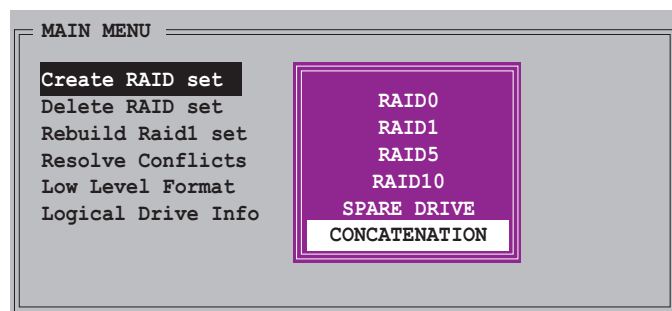 MAIN MENU
Create RAID set
Delete RAID set
Rebuild Raid1 set
Resolve Conflicts
Low Level Format
Logical Drive Info
RAID0
RAID1
RAID5
RAID10
SPARE DRIVE
CONCATENATION